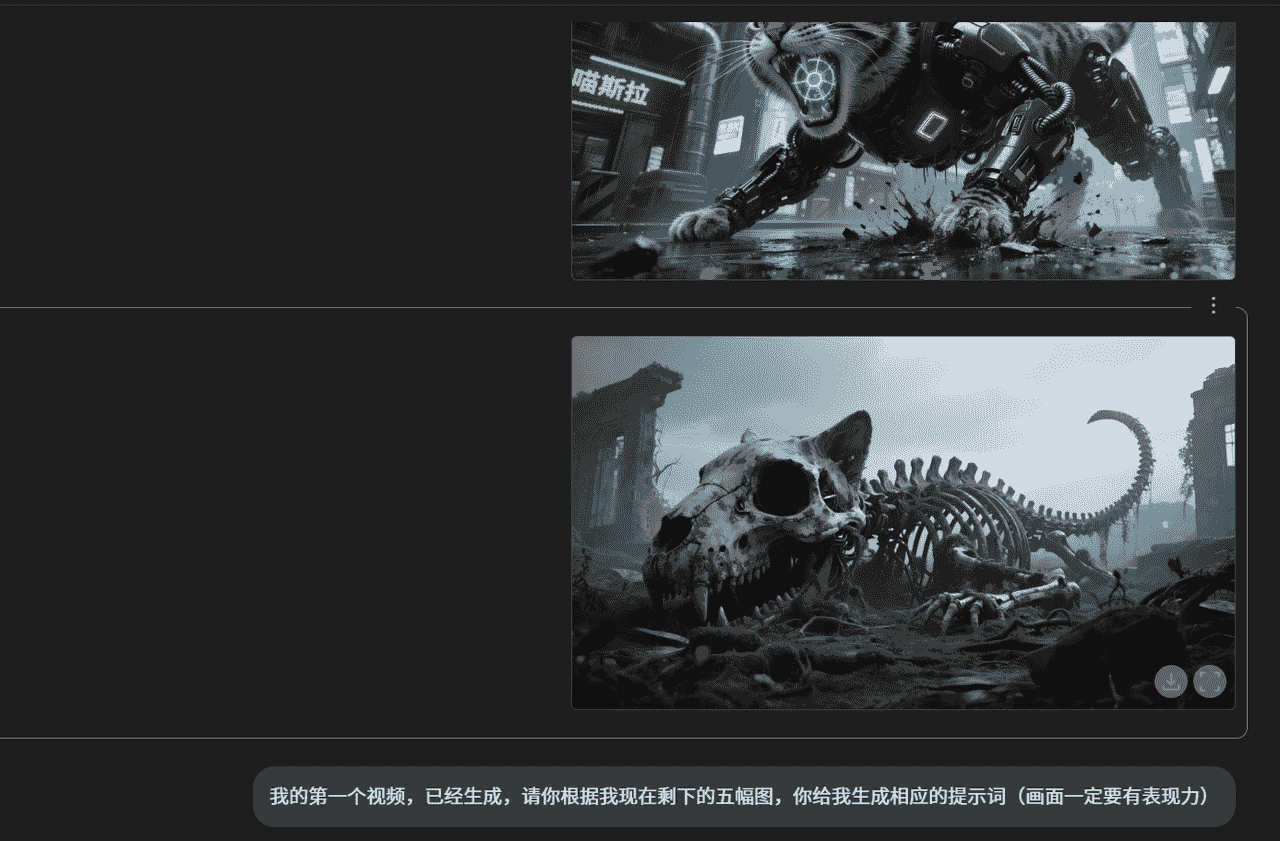 喵斯拉
我的第一个视频，已经生成，请你根据我现在剩下的五幅图，你给我生成相应的提示词（画面一定要有表现力）